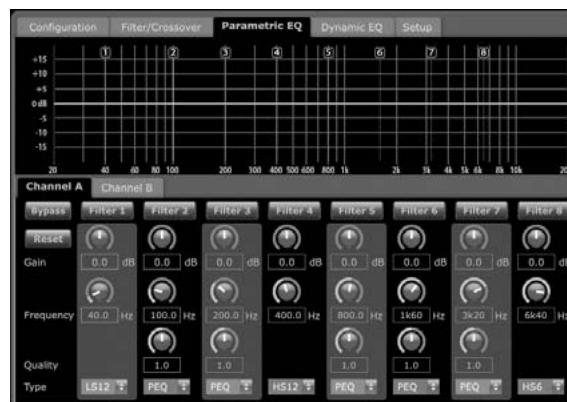 Configuration Filter/Crossover Parametric EQ Dynamic EQ Setup
1 2 3 4 5 6 7 8
+15
+10
+5
0 dB
-5
-10
-15
20 40 60 80 100 200 300 400 500 600 800 1k 2k 3k 4k 5k 6k 8k 10k 20
Channel A Channel B
Bypass Filter 1 Filter 2 Filter 3 Filter 4 Filter 5 Filter 6 Filter 7 Filter 8
Reset
Gain 0.0 dB 0.0 dB 0.0 dB 0.0 dB 0.0 dB 0.0 dB 0.0 dB 0.0 d
Frequency 40.0 Hz 100.0 Hz 200.0 Hz 400.0 Hz 800.0 Hz 1k60 Hz 3k20 Hz 6k40 H
Quality 1.0 1.0 1.0 1.0 1.0
Type LS12 PEQ PEQ HS12 PEQ PEQ PEQ HS6